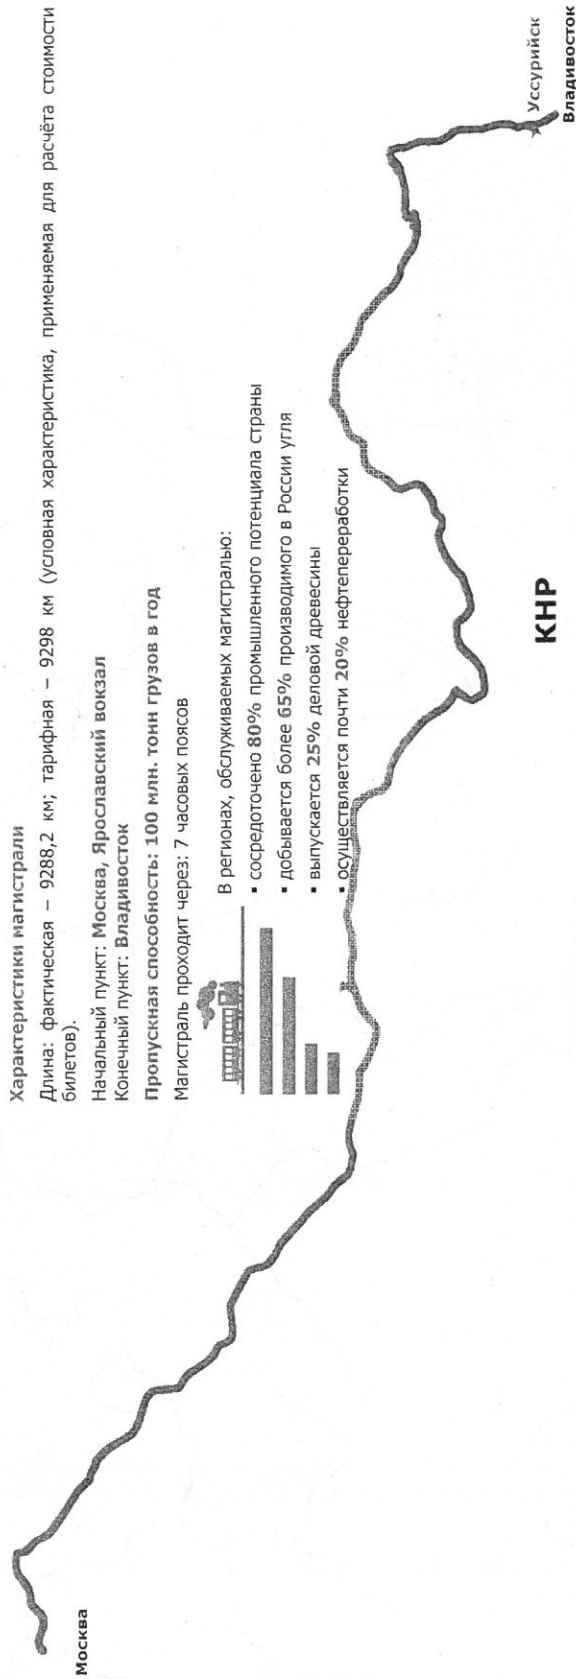 Характеристики магистрали
Длина: фактическая – 9288,2 км; тарифная – 9298 км (условная характеристика, применяемая для расчёта стоимости
билетов).
Начальный пункт: Москва, Ярославский вокзал
Конечный пункт: Владивосток
Пропускная способность: 100 млн. тонн грузов в год
Магистраль проходит через: 7 часовых поясов
В регионах, обслуживаемых магистралью:
▪ сосредоточено 80% промышленного потенциала страны
▪ добывается более 65% производимого в России угля
▪ выпускается 25% деловой древесины
▪ осуществляется почти 20% нефтепереработки
Москва
КНР
Уссурийск
Владивосток